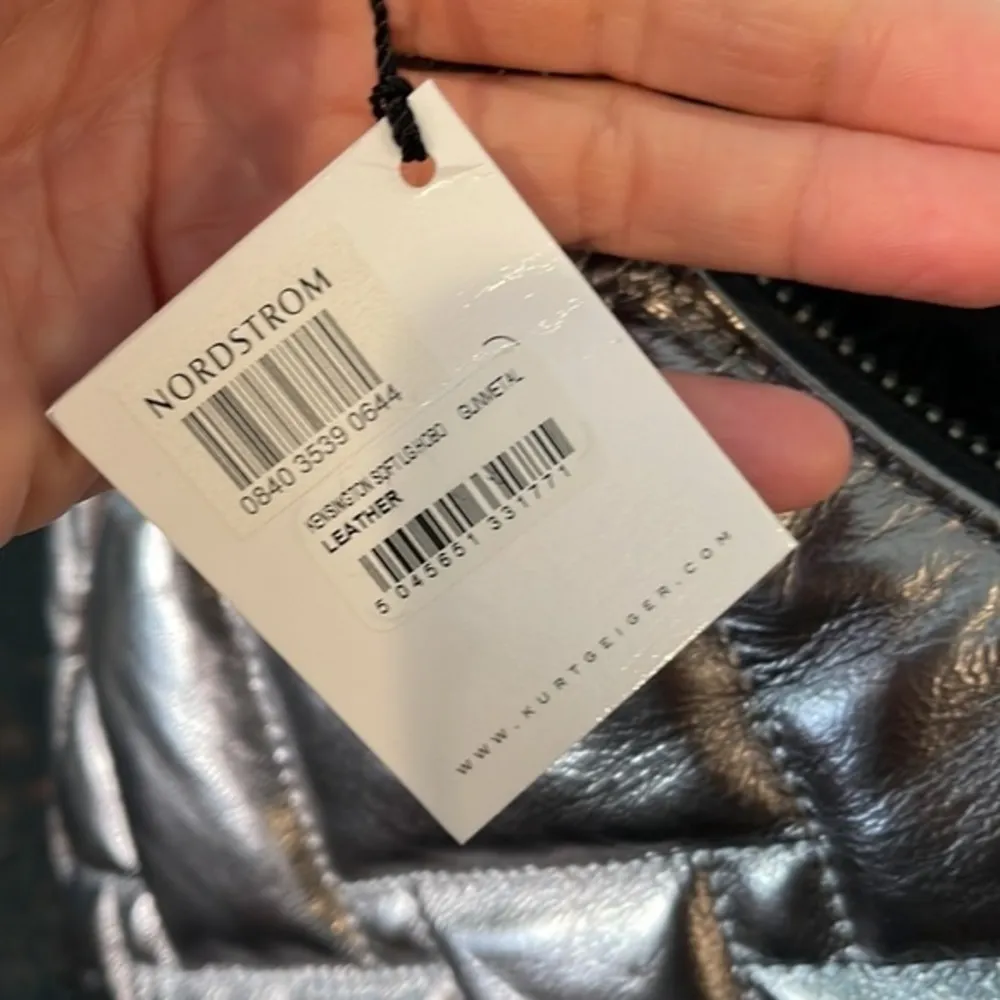 NORDSTROM
0840 3539 0644
KENSINGTON SOFT LG HOBO GUNMETAL
LEATHER
5 045651 331771
WWW.KURTGEIGER.COM